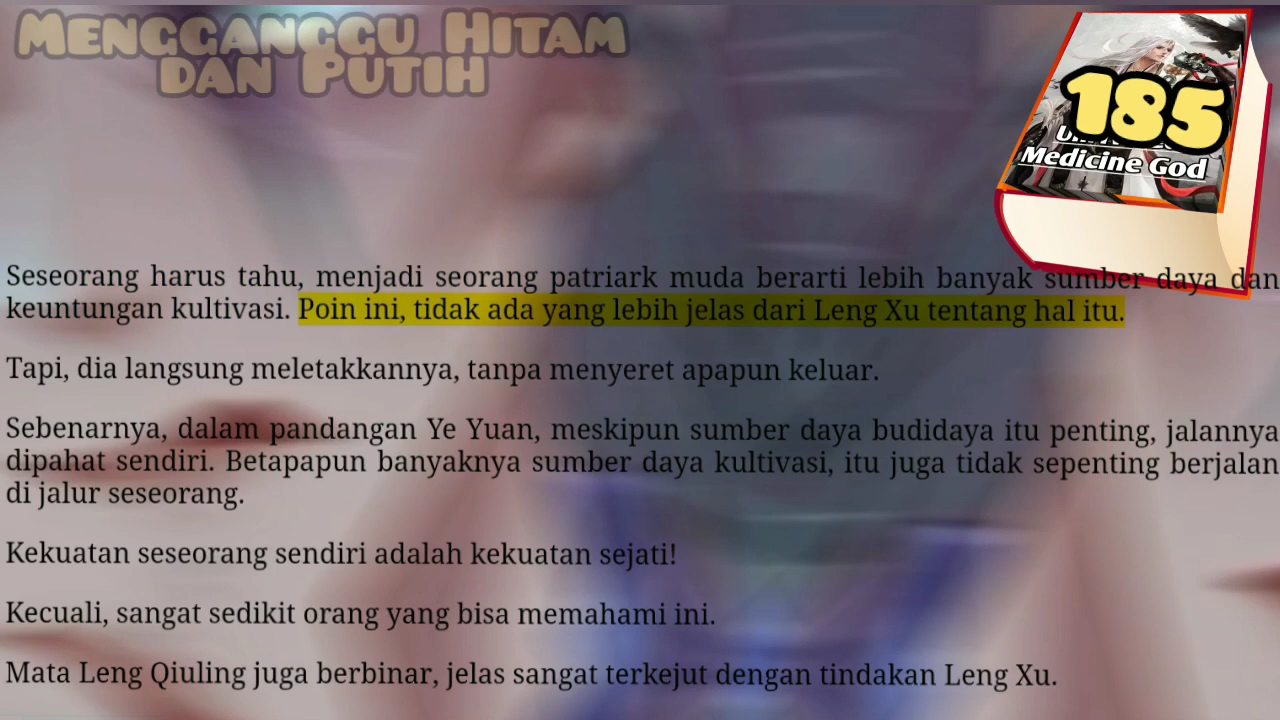 Mengganggu Hitam
dan Putih
185
Medicine God
Seseorang harus tahu, menjadi seorang patriark muda berarti lebih banyak sumber daya dan
keuntungan kultivasi. Poin ini, tidak ada yang lebih jelas dari Leng Xu tentang hal itu.
Tapi, dia langsung meletakkannya, tanpa menyeret apapun keluar.
Sebenarnya, dalam pandangan Ye Yuan, meskipun sumber daya budidaya itu penting, jalannya
dipahat sendiri. Betapapun banyaknya sumber daya kultivasi, itu juga tidak sepenting berjalan
di jalur seseorang.
Kekuatan seseorang sendiri adalah kekuatan sejati!
Kecuali, sangat sedikit orang yang bisa memahami ini.
Mata Leng Qiuling juga berbinar, jelas sangat terkejut dengan tindakan Leng Xu.